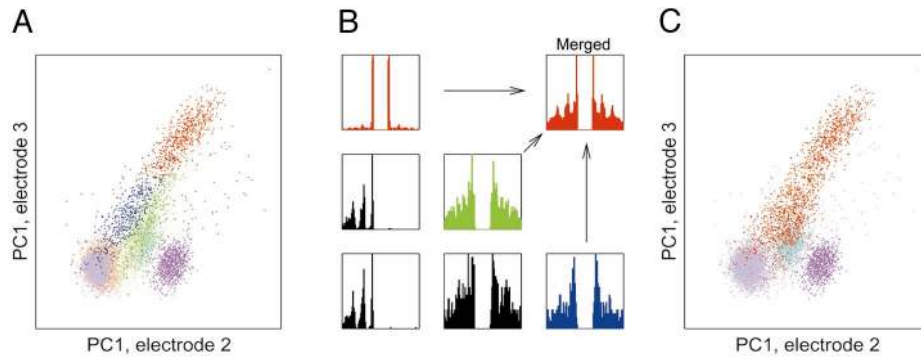 A
B
C
Merged
PC1, electrode 3
PC1, electrode 3
PC1, electrode 2
PC1, electrode 2